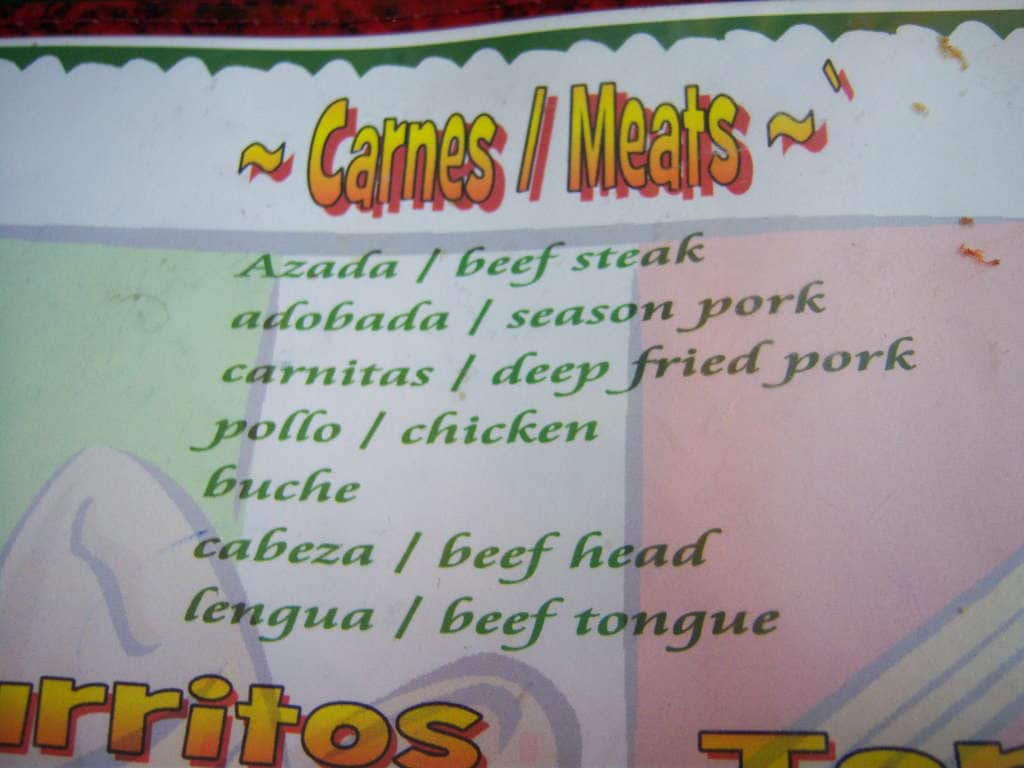 ~ Carnes / Meats ~ '
Azada / beef steak
adobada / season pork
carnitas / deep fried pork
pollo / chicken
buche
cabeza / beef head
lengua / beef tongue
urritos